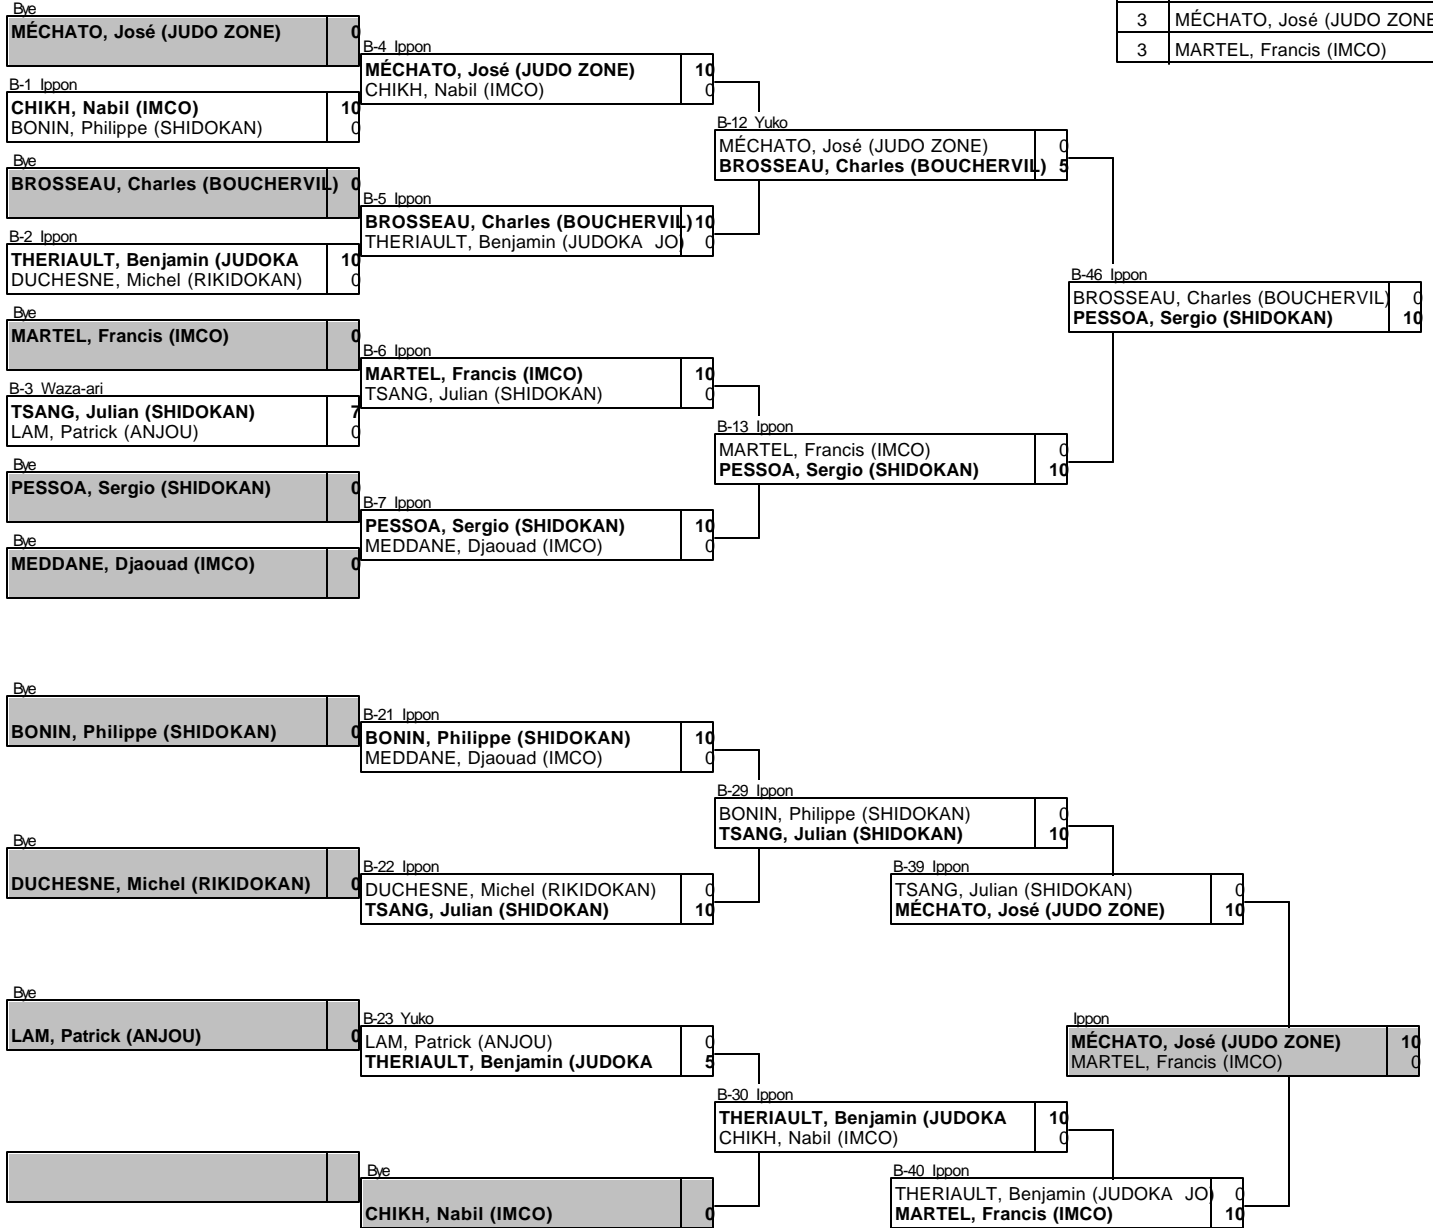 Bye
MÉCHATO, José (JUDO ZONE) 0
3 MÉCHATO, José (JUDO ZONE
3 MARTEL, Francis (IMCO)
B-4 Ippon
MÉCHATO, José (JUDO ZONE) 10
CHIKH, Nabil (IMCO) 0
B-1 Ippon
CHIKH, Nabil (IMCO) 10
BONIN, Philippe (SHIDOKAN) 0
B-12 Yuko
MÉCHATO, José (JUDO ZONE) 0
BROSSEAU, Charles (BOUCHERVIL) 5
Bye
BROSSEAU, Charles (BOUCHERVIL) 0
B-5 Ippon
BROSSEAU, Charles (BOUCHERVIL) 10
THERIAULT, Benjamin (JUDOKA JO) 0
B-2 Ippon
THERIAULT, Benjamin (JUDOKA 10
DUCHESNE, Michel (RIKIDOKAN) 0
B-46 Ippon
BROSSEAU, Charles (BOUCHERVIL) 0
PESSOA, Sergio (SHIDOKAN) 10
Bye
MARTEL, Francis (IMCO) 0
B-6 Ippon
MARTEL, Francis (IMCO) 10
TSANG, Julian (SHIDOKAN) 0
B-3 Waza-ari
TSANG, Julian (SHIDOKAN) 7
LAM, Patrick (ANJOU) 0
B-13 Ippon
MARTEL, Francis (IMCO) 0
PESSOA, Sergio (SHIDOKAN) 10
Bye
PESSOA, Sergio (SHIDOKAN) 0
B-7 Ippon
PESSOA, Sergio (SHIDOKAN) 10
MEDDANE, Djaouad (IMCO) 0
Bye
MEDDANE, Djaouad (IMCO) 0
Bye
BONIN, Philippe (SHIDOKAN) 0
B-21 Ippon
BONIN, Philippe (SHIDOKAN) 10
MEDDANE, Djaouad (IMCO) 0
B-29 Ippon
BONIN, Philippe (SHIDOKAN) 0
TSANG, Julian (SHIDOKAN) 10
Bye
DUCHESNE, Michel (RIKIDOKAN) 0
B-22 Ippon
DUCHESNE, Michel (RIKIDOKAN) 0
TSANG, Julian (SHIDOKAN) 10
B-39 Ippon
TSANG, Julian (SHIDOKAN) 0
MÉCHATO, José (JUDO ZONE) 10
Bye
LAM, Patrick (ANJOU) 0
B-23 Yuko
LAM, Patrick (ANJOU) 0
THERIAULT, Benjamin (JUDOKA 5
Ippon
MÉCHATO, José (JUDO ZONE) 10
MARTEL, Francis (IMCO) 0
B-30 Ippon
THERIAULT, Benjamin (JUDOKA 10
CHIKH, Nabil (IMCO) 0
Bye
CHIKH, Nabil (IMCO) 0
B-40 Ippon
THERIAULT, Benjamin (JUDOKA JO) 0
MARTEL, Francis (IMCO) 10